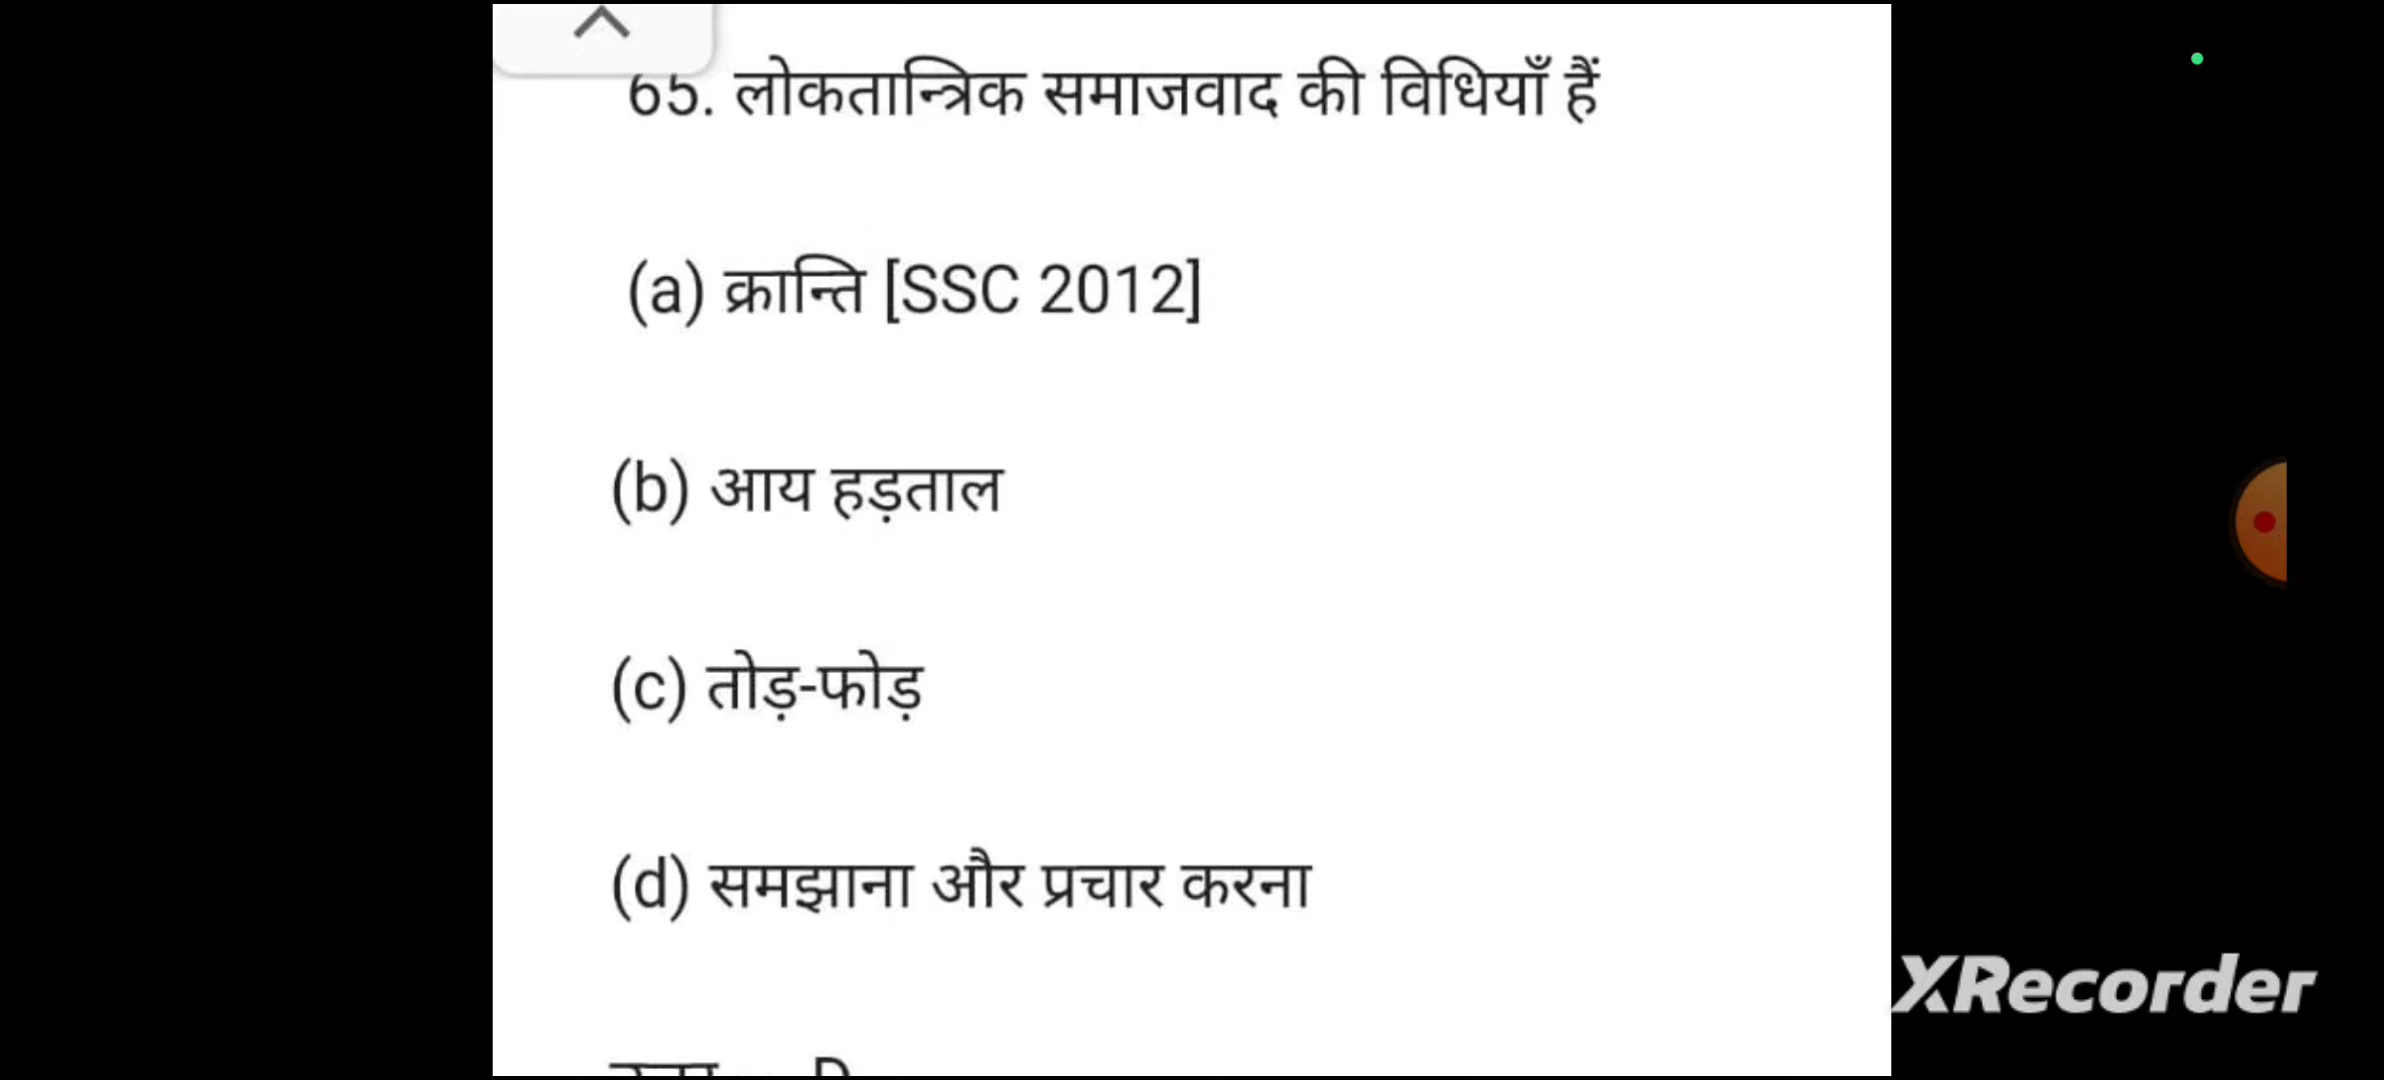 65. लोकतान्त्रिक समाजवाद की विधियाँ हैं
(a) क्रान्ति [SSC 2012]
(b) आय हड़ताल
(c) तोड़-फोड़
(d) समझाना और प्रचार करना
XRecorder